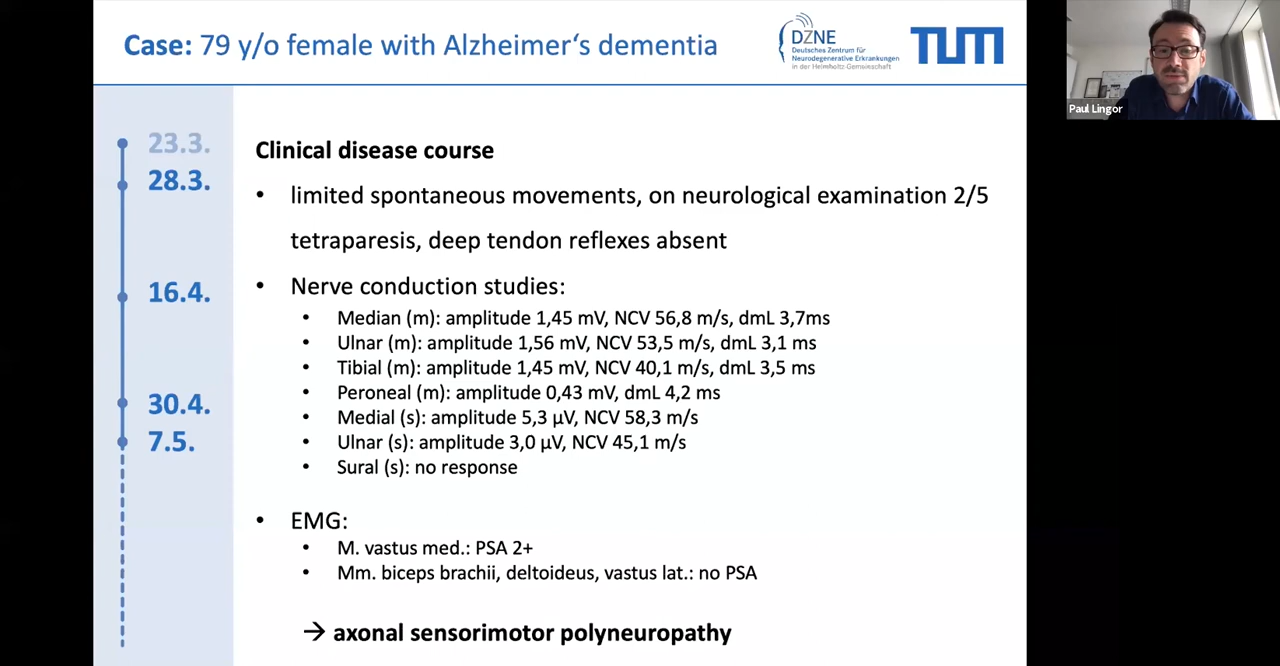 Case: 79 y/o female with Alzheimer‘s dementia
DZNE
Deutsches Zentrum für
Neurodegenerative Erkrankungen
in der Helmholtz-Gemeinschaft
TUM
Paul Lingor
23.3.
28.3.
16.4.
30.4.
7.5.
Clinical disease course
• limited spontaneous movements, on neurological examination 2/5
tetraparesis, deep tendon reflexes absent
• Nerve conduction studies:
• Median (m): amplitude 1,45 mV, NCV 56,8 m/s, dmL 3,7ms
• Ulnar (m): amplitude 1,56 mV, NCV 53,5 m/s, dmL 3,1 ms
• Tibial (m): amplitude 1,45 mV, NCV 40,1 m/s, dmL 3,5 ms
• Peroneal (m): amplitude 0,43 mV, dmL 4,2 ms
• Medial (s): amplitude 5,3 µV, NCV 58,3 m/s
• Ulnar (s): amplitude 3,0 µV, NCV 45,1 m/s
• Sural (s): no response
• EMG:
• M. vastus med.: PSA 2+
• Mm. biceps brachii, deltoideus, vastus lat.: no PSA
→ axonal sensorimotor polyneuropathy